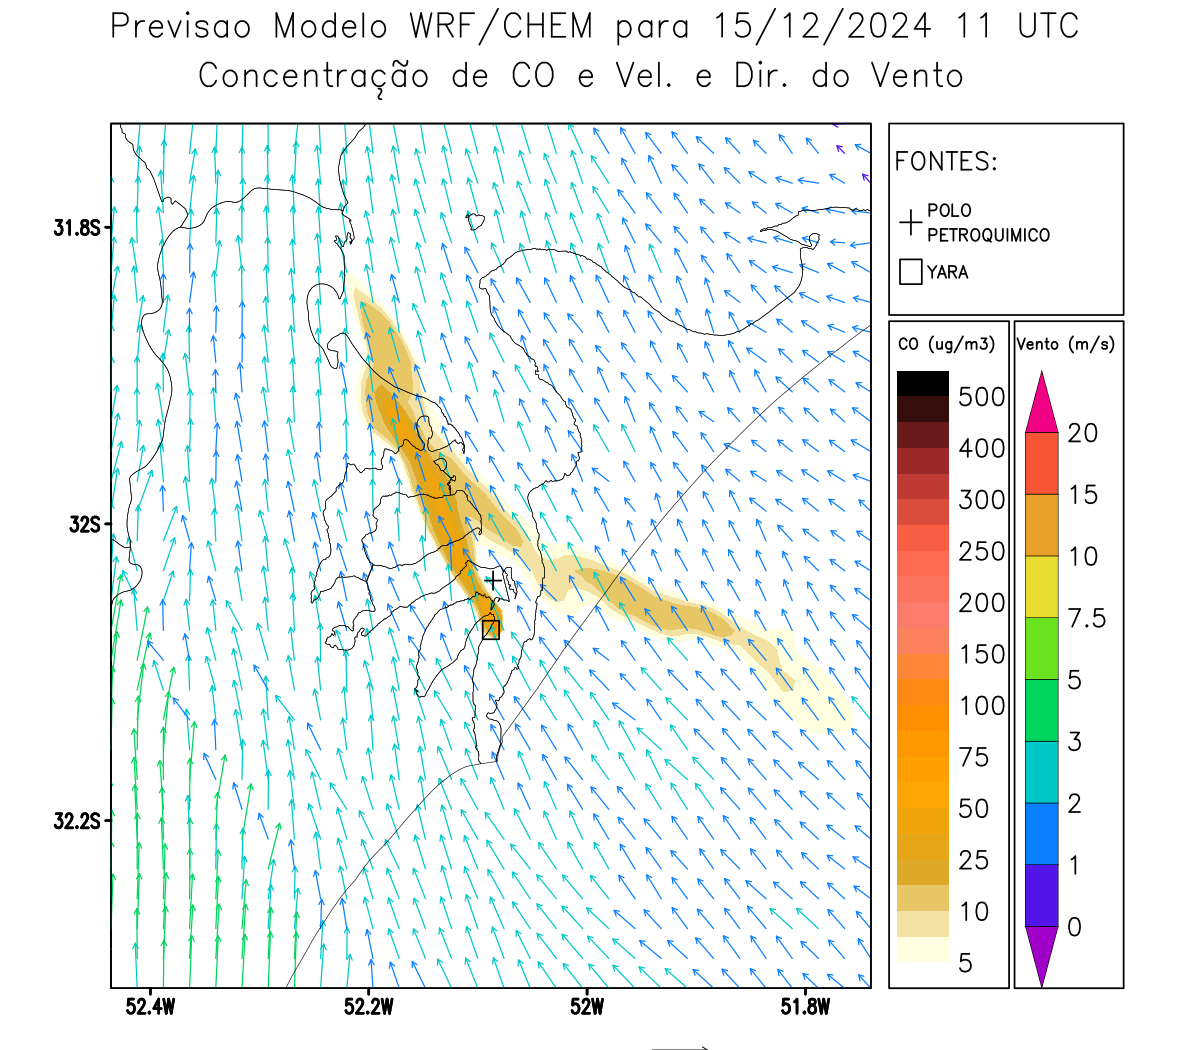 Previsao Modelo WRF/CHEM para 15/12/2024 11 UTC
Concentração de CO e Vel. e Dir. do Vento
FONTES:
POLO
PETROQUIMICO
YARA
CO (ug/m3)
500
400
300
250
200
150
100
75
50
25
10
5
Vento (m/s)
20
15
10
7.5
5
3
2
1
0
31.8S
32S
32.2S
52.4W
52.2W
52W
51.8W